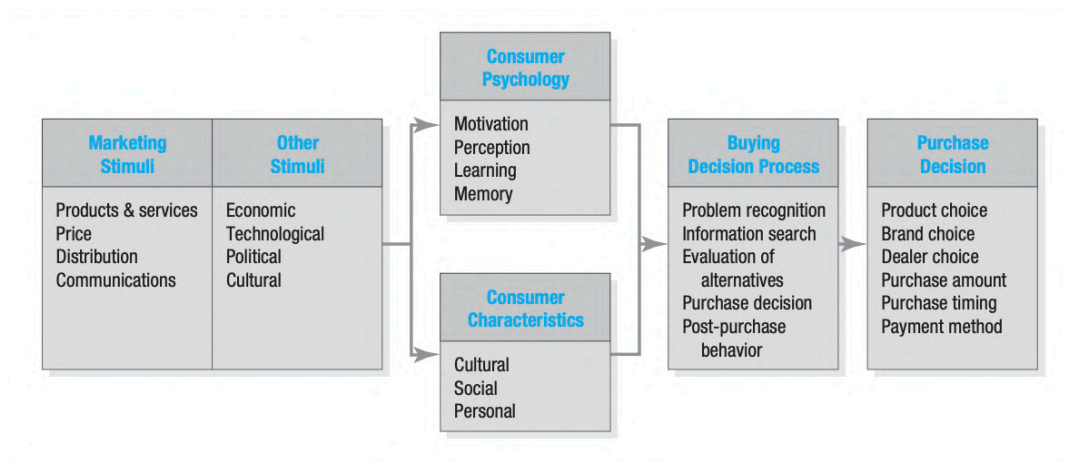 Marketing
Stimuli
Products & services
Price
Distribution
Communications
Other
Stimuli
Economic
Technological
Political
Cultural
Consumer
Psychology
Motivation
Perception
Learning
Memory
Consumer
Characteristics
Cultural
Social
Personal
Buying
Decision Process
Problem recognition
Information search
Evaluation of
alternatives
Purchase decision
Post-purchase
behavior
Purchase
Decision
Product choice
Brand choice
Dealer choice
Purchase amount
Purchase timing
Payment method